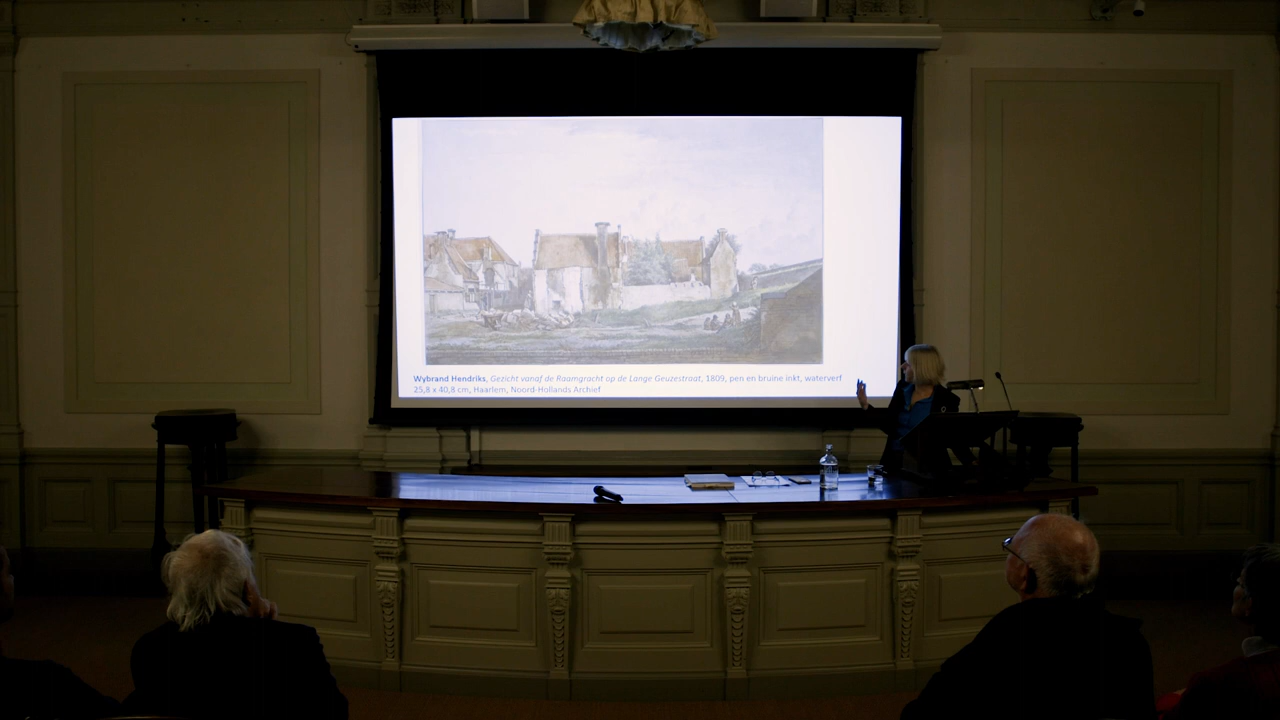 Wybrand Hendriks, Gezicht vanaf de Raamgracht op de Lange Geuzestraat, 1809, pen en bruine inkt, waterverf
25,8 x 40,8 cm, Haarlem, Noord-Hollands Archief